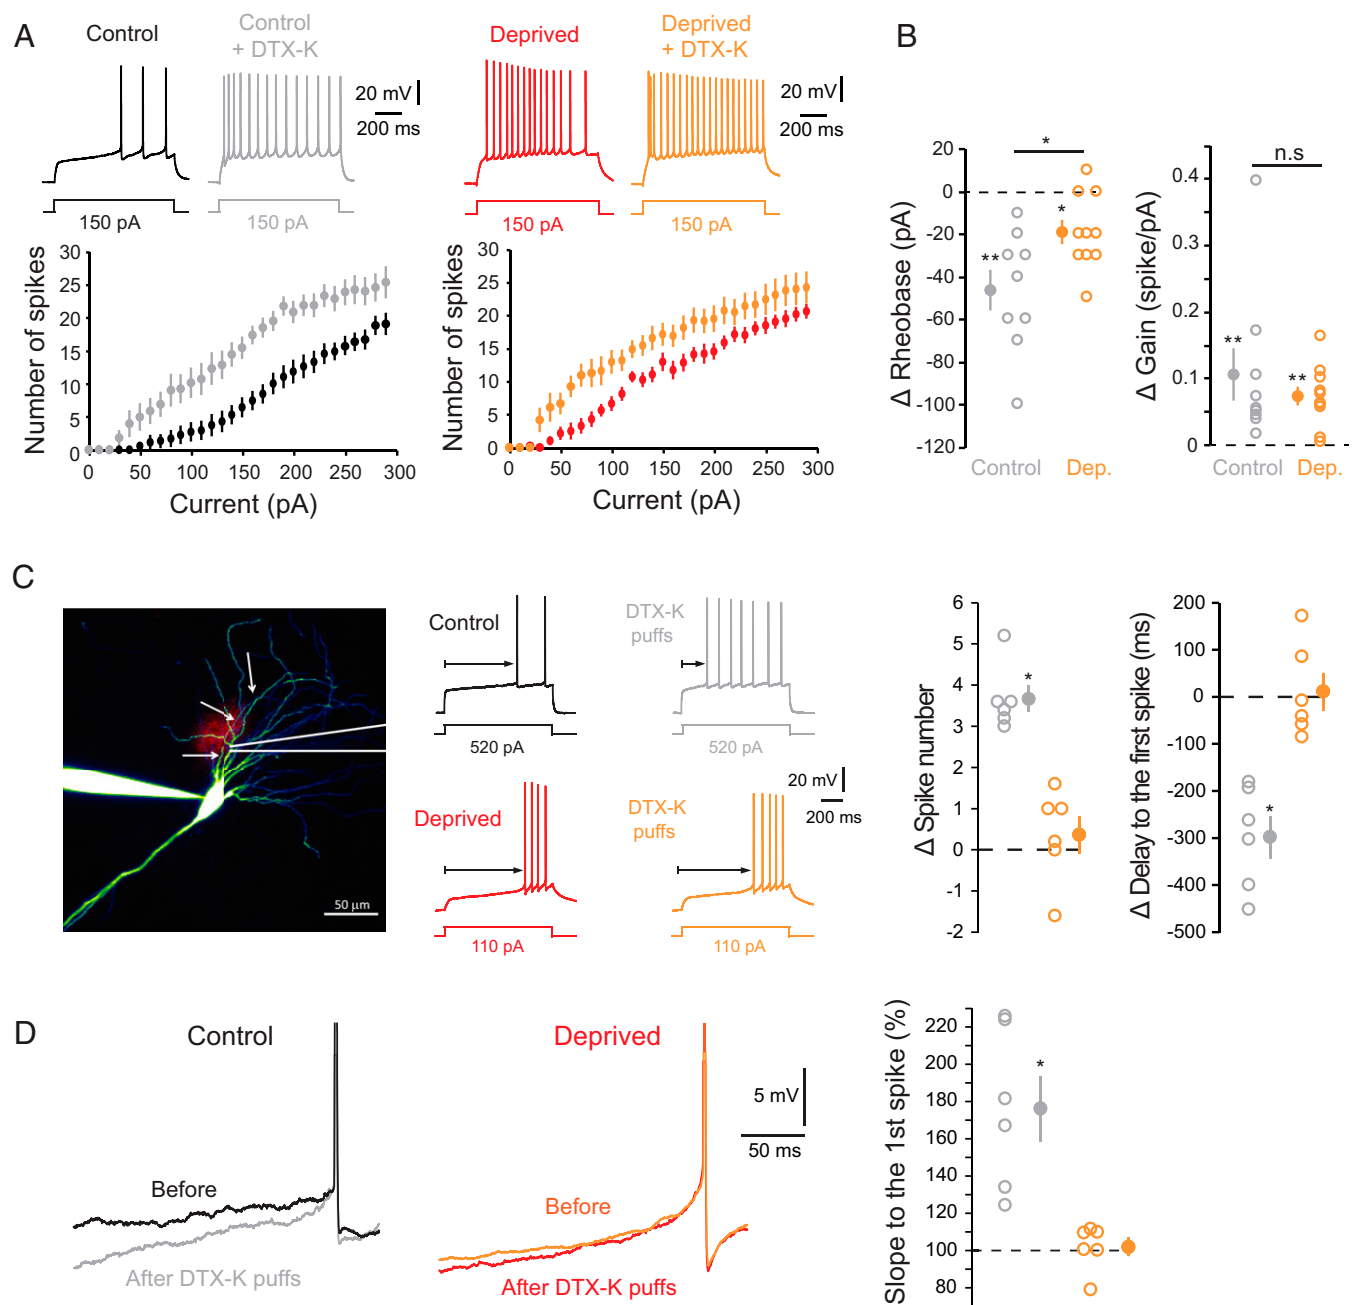 A
Control
Control
+ DTX-K
20 mV
200 ms
150 pA
150 pA
Deprived
Deprived
+ DTX-K
20 mV
200 ms
150 pA
150 pA
Number of spikes
30
25
20
15
10
5
0
0 50 100 150 200 250 300
Current (pA)
Number of spikes
30
25
20
15
10
5
0
0 50 100 150 200 250 300
Current (pA)
B
Δ Rheobase (pA)
20
0
-20
-40
-60
-80
-100
-120
*
**
*
Control Dep.
Δ Gain (spike/pA)
0.4
0.3
0.2
0.1
0
n.s
**
**
Control Dep.
C
50 μm
Control
520 pA
DTX-K
puffs
520 pA
20 mV
200 ms
Deprived
110 pA
DTX-K
puffs
110 pA
Δ Spike number
6
5
4
3
2
1
0
-1
-2
*
Δ Delay to the first spike (ms)
200
100
0
-100
-200
-300
-400
-500
*
D
Control
Before
After DTX-K puffs
Deprived
Before
After DTX-K puffs
5 mV
50 ms
Slope to the 1st spike (%)
220
200
180
160
140
120
100
80
*